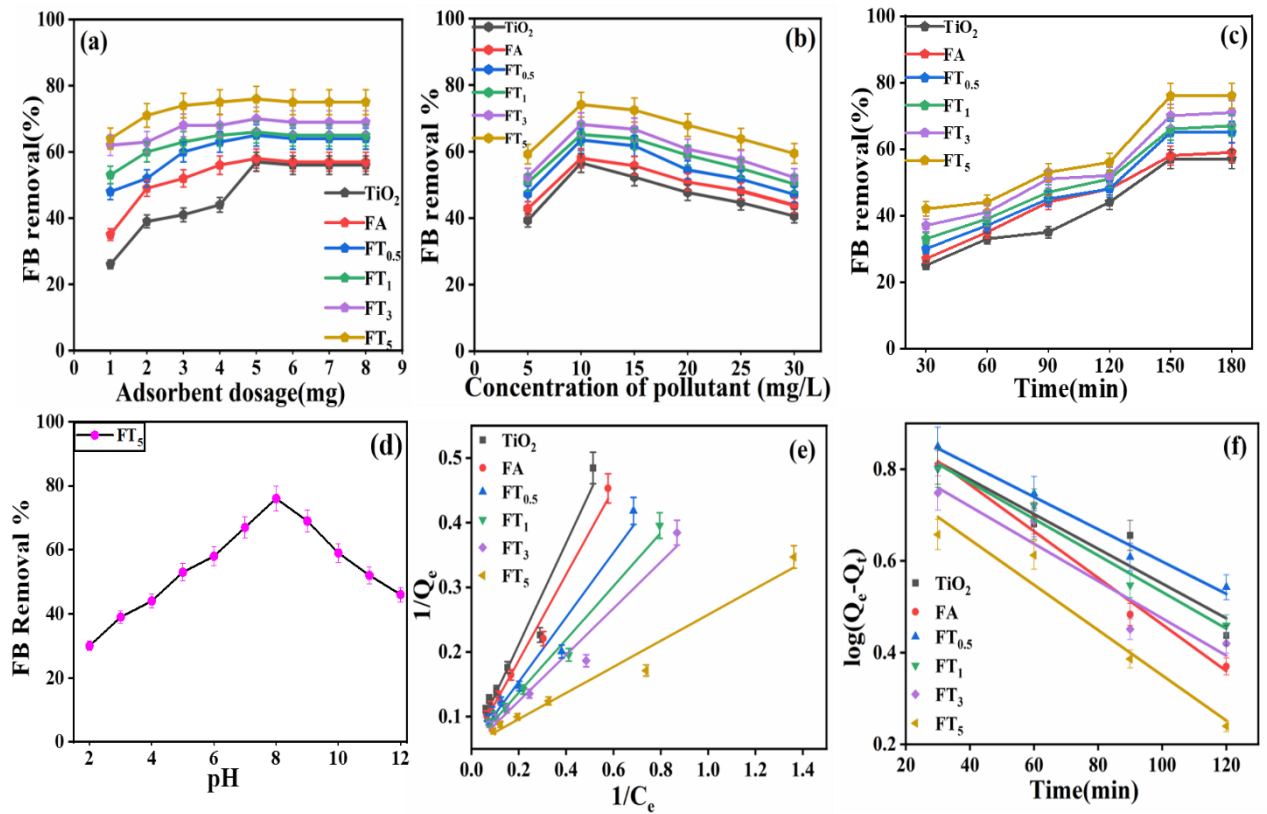 (a)
FB removal(%)
100
80
60
40
20
0
TiO₂
FA
FT₀.₅
FT₁
FT₃
FT₅
0 1 2 3 4 5 6 7 8 9
Adsorbent dosage(mg)
(b)
FB removal %
100
80
60
40
20
0
TiO₂
FA
FT₀.₅
FT₁
FT₃
FT₅
0 5 10 15 20 25 30
Concentration of pollutant (mg/L)
(c)
FB removal(%)
100
80
60
40
20
0
TiO₂
FA
FT₀.₅
FT₁
FT₃
FT₅
30 60 90 120 150 180
Time(min)
(d)
FB Removal %
100
80
60
40
20
0
FT₅
2 4 6 8 10 12
pH
(e)
1/Qₑ
0.5
0.4
0.3
0.2
0.1
TiO₂
FA
FT₀.₅
FT₁
FT₃
FT₅
0.0 0.2 0.4 0.6 0.8 1.0 1.2 1.4
1/Cₑ
(f)
log(Qₑ-Qₜ)
0.8
0.6
0.4
0.2
TiO₂
FA
FT₀.₅
FT₁
FT₃
FT₅
20 40 60 80 100 120
Time(min)